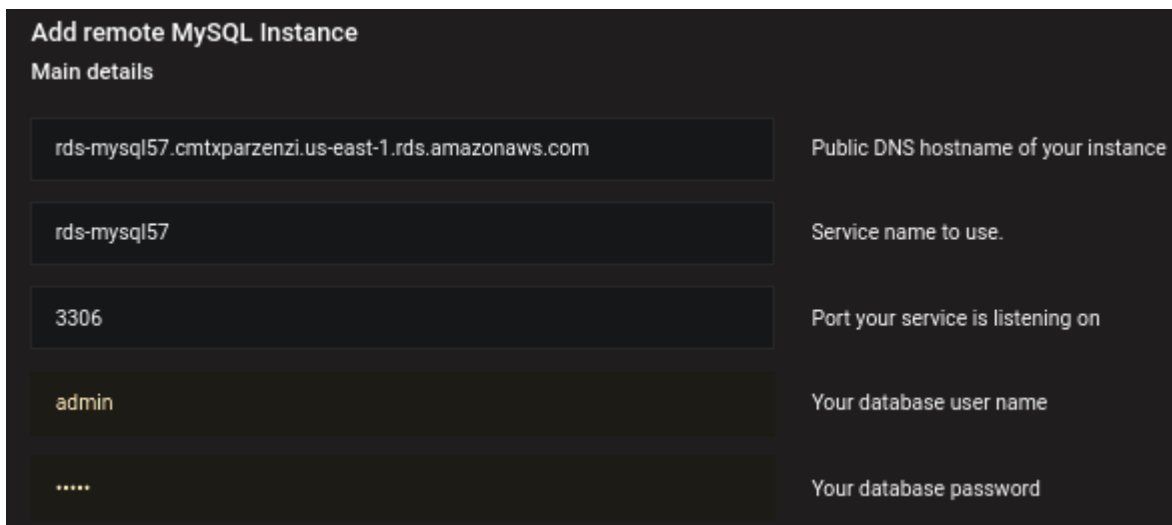 Add remote MySQL Instance
Main details
rds-mysql57.cmtxparzenzi.us-east-1.rds.amazonaws.com Public DNS hostname of your instance
rds-mysql57 Service name to use.
3306 Port your service is listening on
admin Your database user name
••••• Your database password